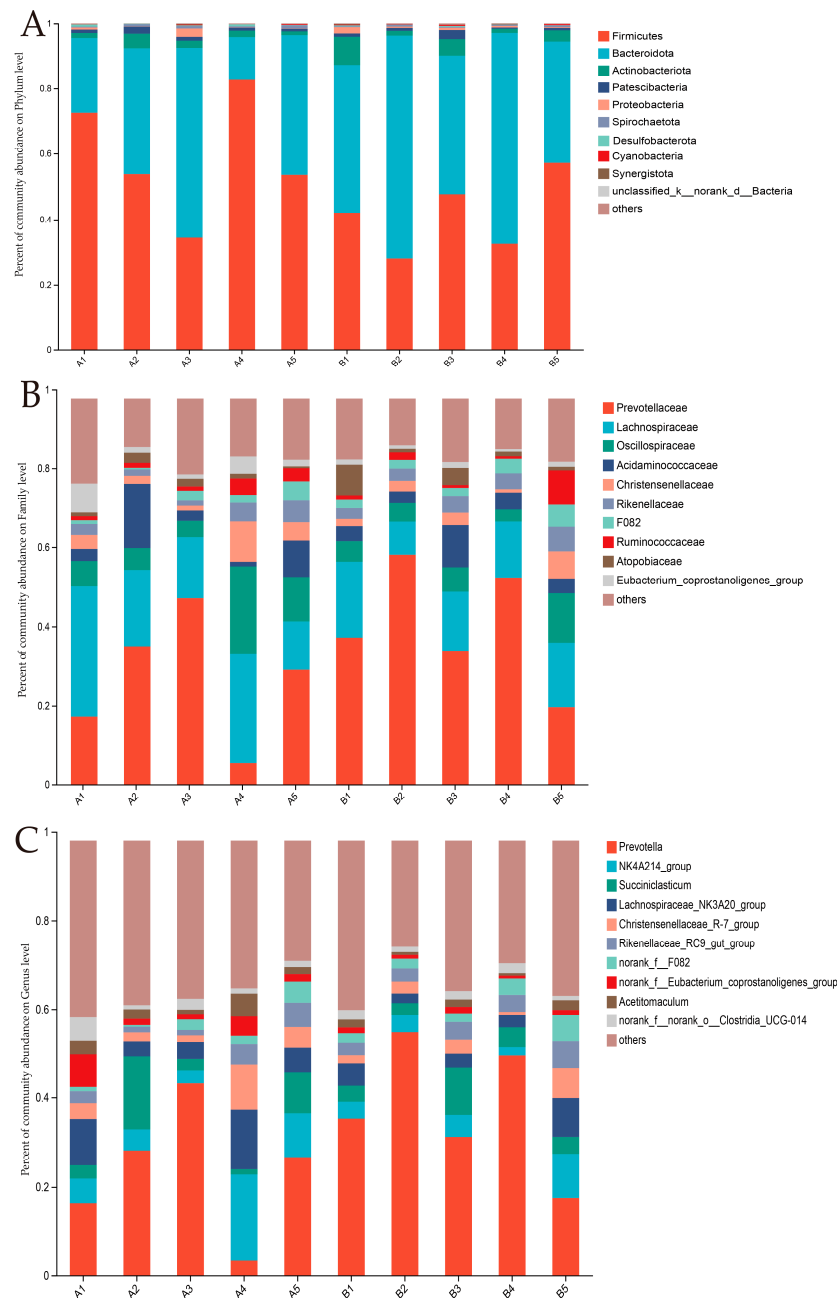 A
Percent of community abundance on Phylum level
1
0.8
0.6
0.4
0.2
0
A1
A2
A3
A4
A5
B1
B2
B3
B4
B5
Firmicutes
Bacteroidota
Actinobacteriota
Patescibacteria
Proteobacteria
Spirochaetota
Desulfobacterota
Cyanobacteria
Synergistota
unclassified_k__norank_d__Bacteria
others
B
Percent of community abundance on Family level
1
0.8
0.6
0.4
0.2
0
A1
A2
A3
A4
A5
B1
B2
B3
B4
B5
Prevotellaceae
Lachnospiraceae
Oscillospiraceae
Acidaminococcaceae
Christensenellaceae
Rikenellaceae
F082
Ruminococcaceae
Atopobiaceae
Eubacterium_coprostanoligenes_group
others
C
Percent of community abundance on Genus level
1
0.8
0.6
0.4
0.2
0
A1
A2
A3
A4
A5
B1
B2
B3
B4
B5
Prevotella
NK4A214_group
Succiniclasticum
Lachnospiraceae_NK3A20_group
Christensenellaceae_R-7_group
Rikenellaceae_RC9_gut_group
norank_f__F082
norank_f__Eubacterium_coprostanoligenes_group
Acetitomaculum
norank_f__norank_o__Clostridia_UCG-014
others